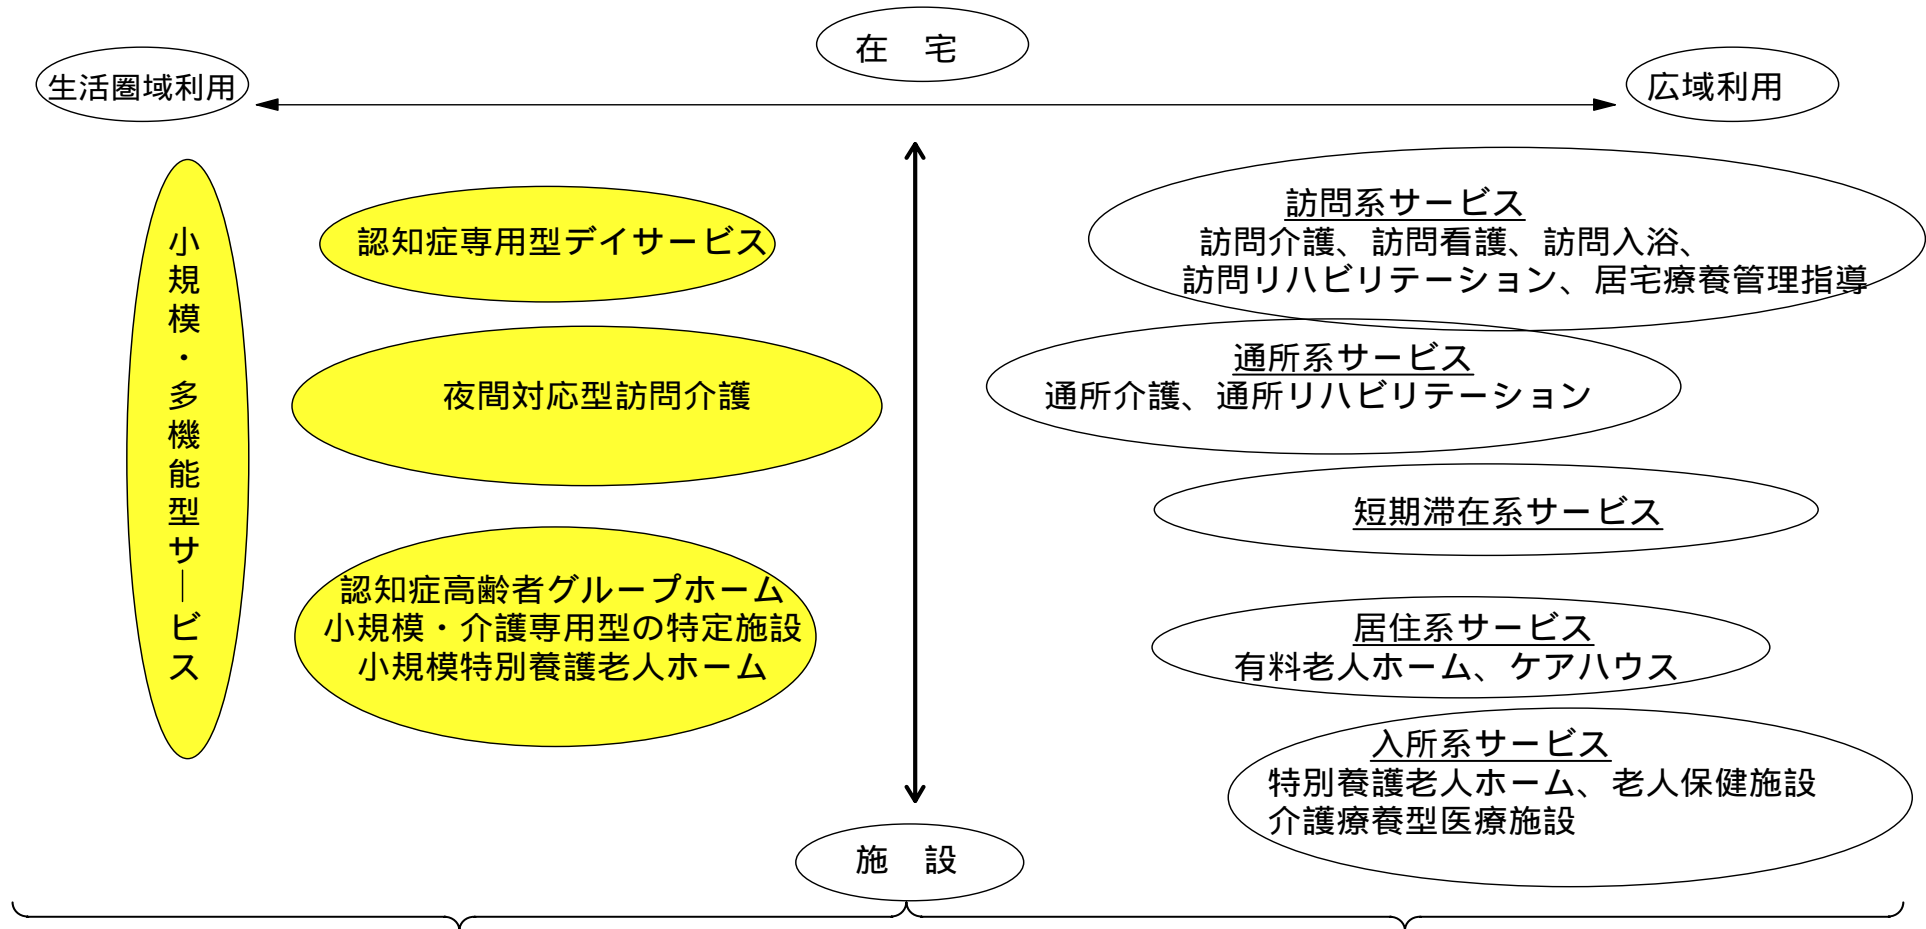 在　宅
生活圏域利用
広域利用
小規模・多機能型サービス
認知症専用型デイサービス
夜間対応型訪問介護
認知症高齢者グループホーム
小規模・介護専用型の特定施設
小規模特別養護老人ホーム
訪問系サービス
訪問介護、訪問看護、訪問入浴、
訪問リハビリテーション、居宅療養管理指導
通所系サービス
通所介護、通所リハビリテーション
短期滞在系サービス
居住系サービス
有料老人ホーム、ケアハウス
入所系サービス
特別養護老人ホーム、老人保健施設
介護療養型医療施設
施　設